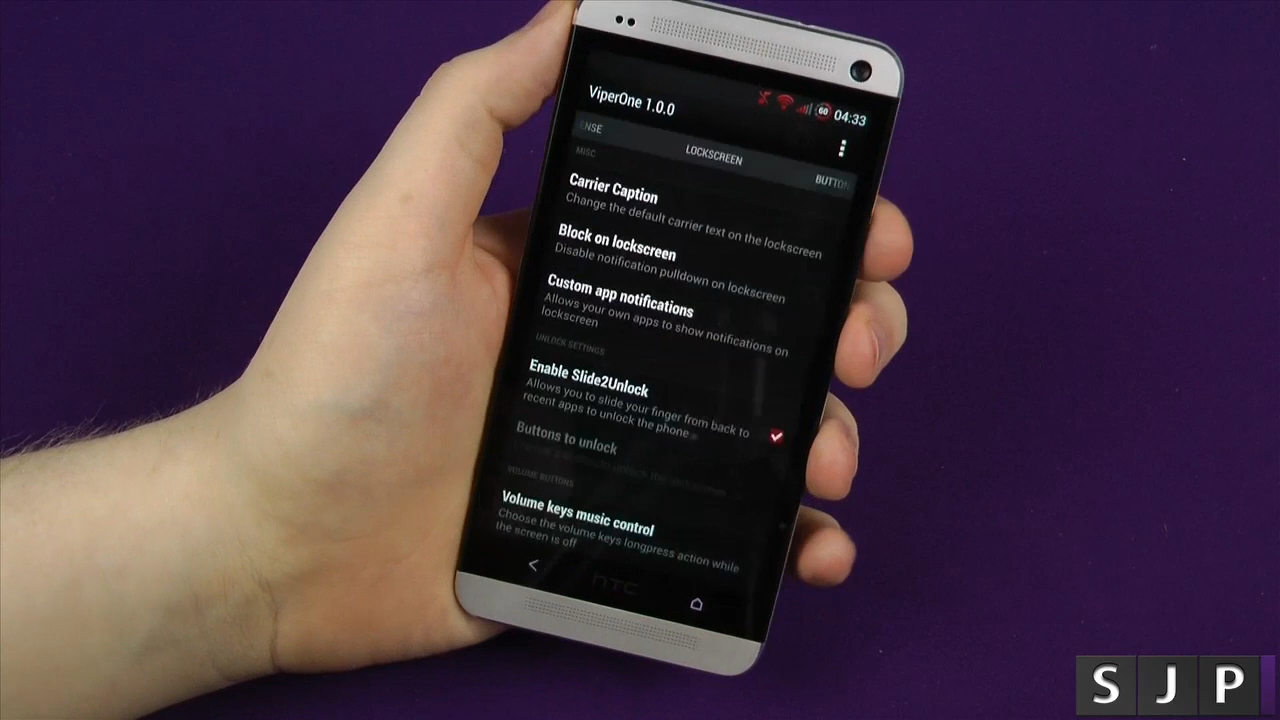 ViperOne 1.0.0
60 04:33
ENSE LOCKSCREEN BUTTON
MISC
Carrier Caption
Change the default carrier text on the lockscreen
Block on lockscreen
Disable notification pulldown on lockscreen
Custom app notifications
Allows your own apps to show notifications on
lockscreen
UNLOCK SETTINGS
Enable Slide2Unlock
Allows you to slide your finger from back to
recent apps to unlock the phone
Buttons to unlock
VOLUME BUTTONS
Volume keys music control
Choose the volume keys longpress action while
the screen is off
hTC
S J P